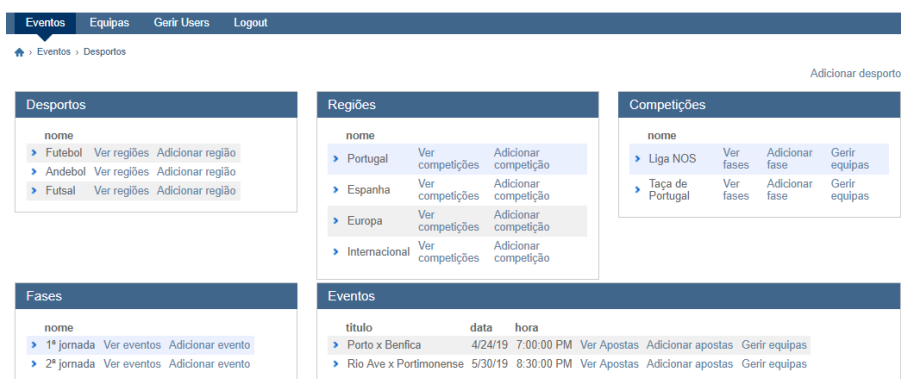 Eventos Equipas Gerir Users Logout
› Eventos › Desportos
Adicionar desporto
Desportos
nome
Futebol Ver regiões Adicionar região
Andebol Ver regiões Adicionar região
Futsal Ver regiões Adicionar região
Regiões
nome
Portugal Ver competições Adicionar competição
Espanha Ver competições Adicionar competição
Europa Ver competições Adicionar competição
Internacional Ver competições Adicionar competição
Competições
nome
Liga NOS Ver fases Adicionar fase Gerir equipas
Taça de Portugal Ver fases Adicionar fase Gerir equipas
Fases
nome
1ª jornada Ver eventos Adicionar evento
2ª jornada Ver eventos Adicionar evento
Eventos
titulo data hora
Porto x Benfica 4/24/19 7:00:00 PM Ver Apostas Adicionar apostas Gerir equipas
Rio Ave x Portimonense 5/30/19 8:30:00 PM Ver Apostas Adicionar apostas Gerir equipas